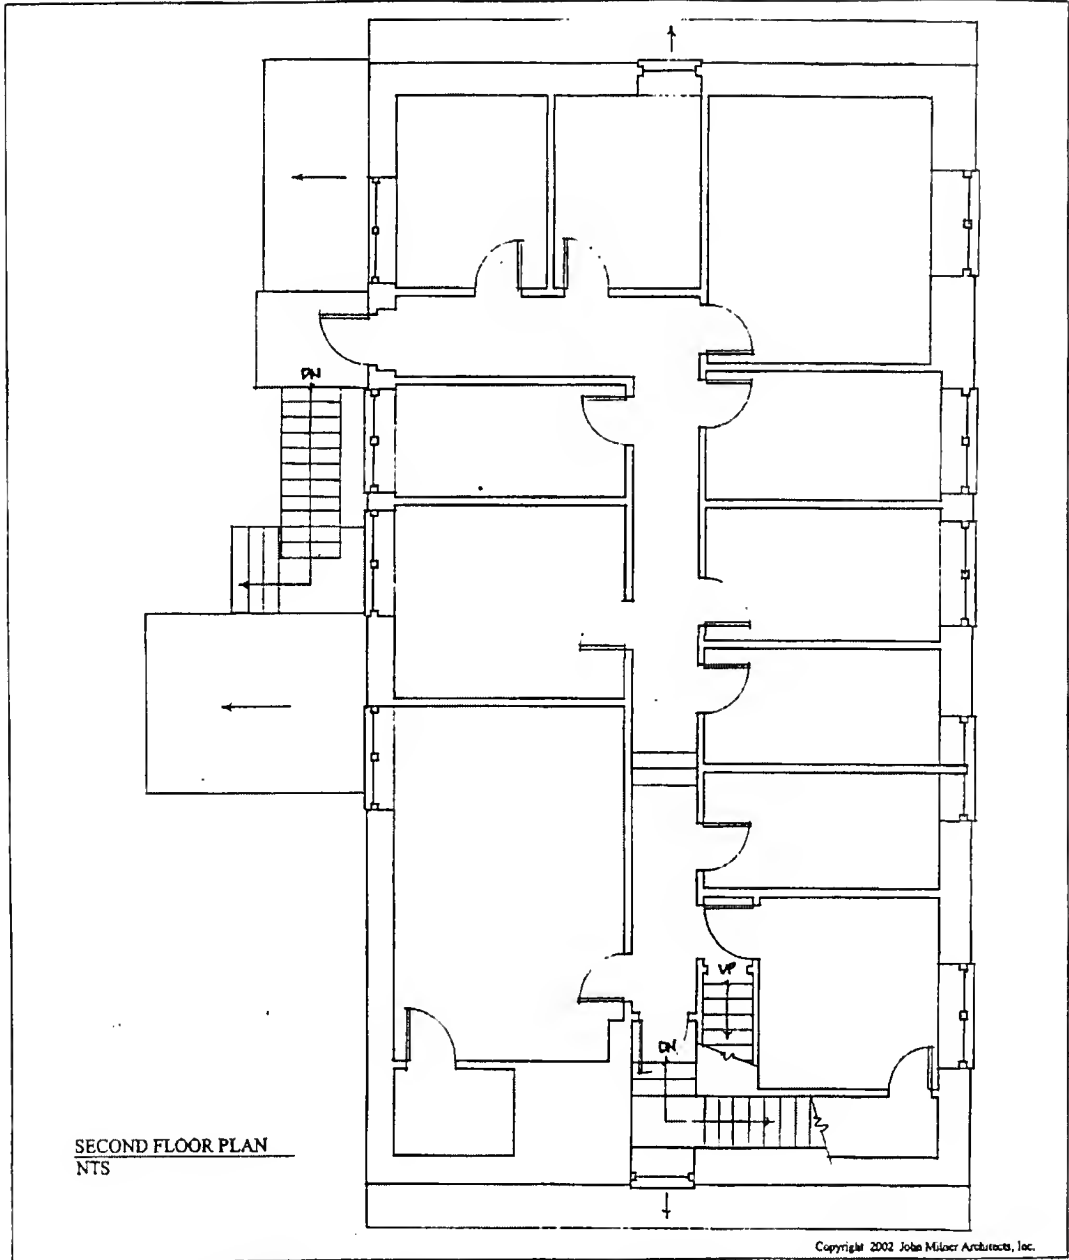 DN
UP
DN
SECOND FLOOR PLAN
NTS
Copyright 2002 John Milner Architects, Inc.